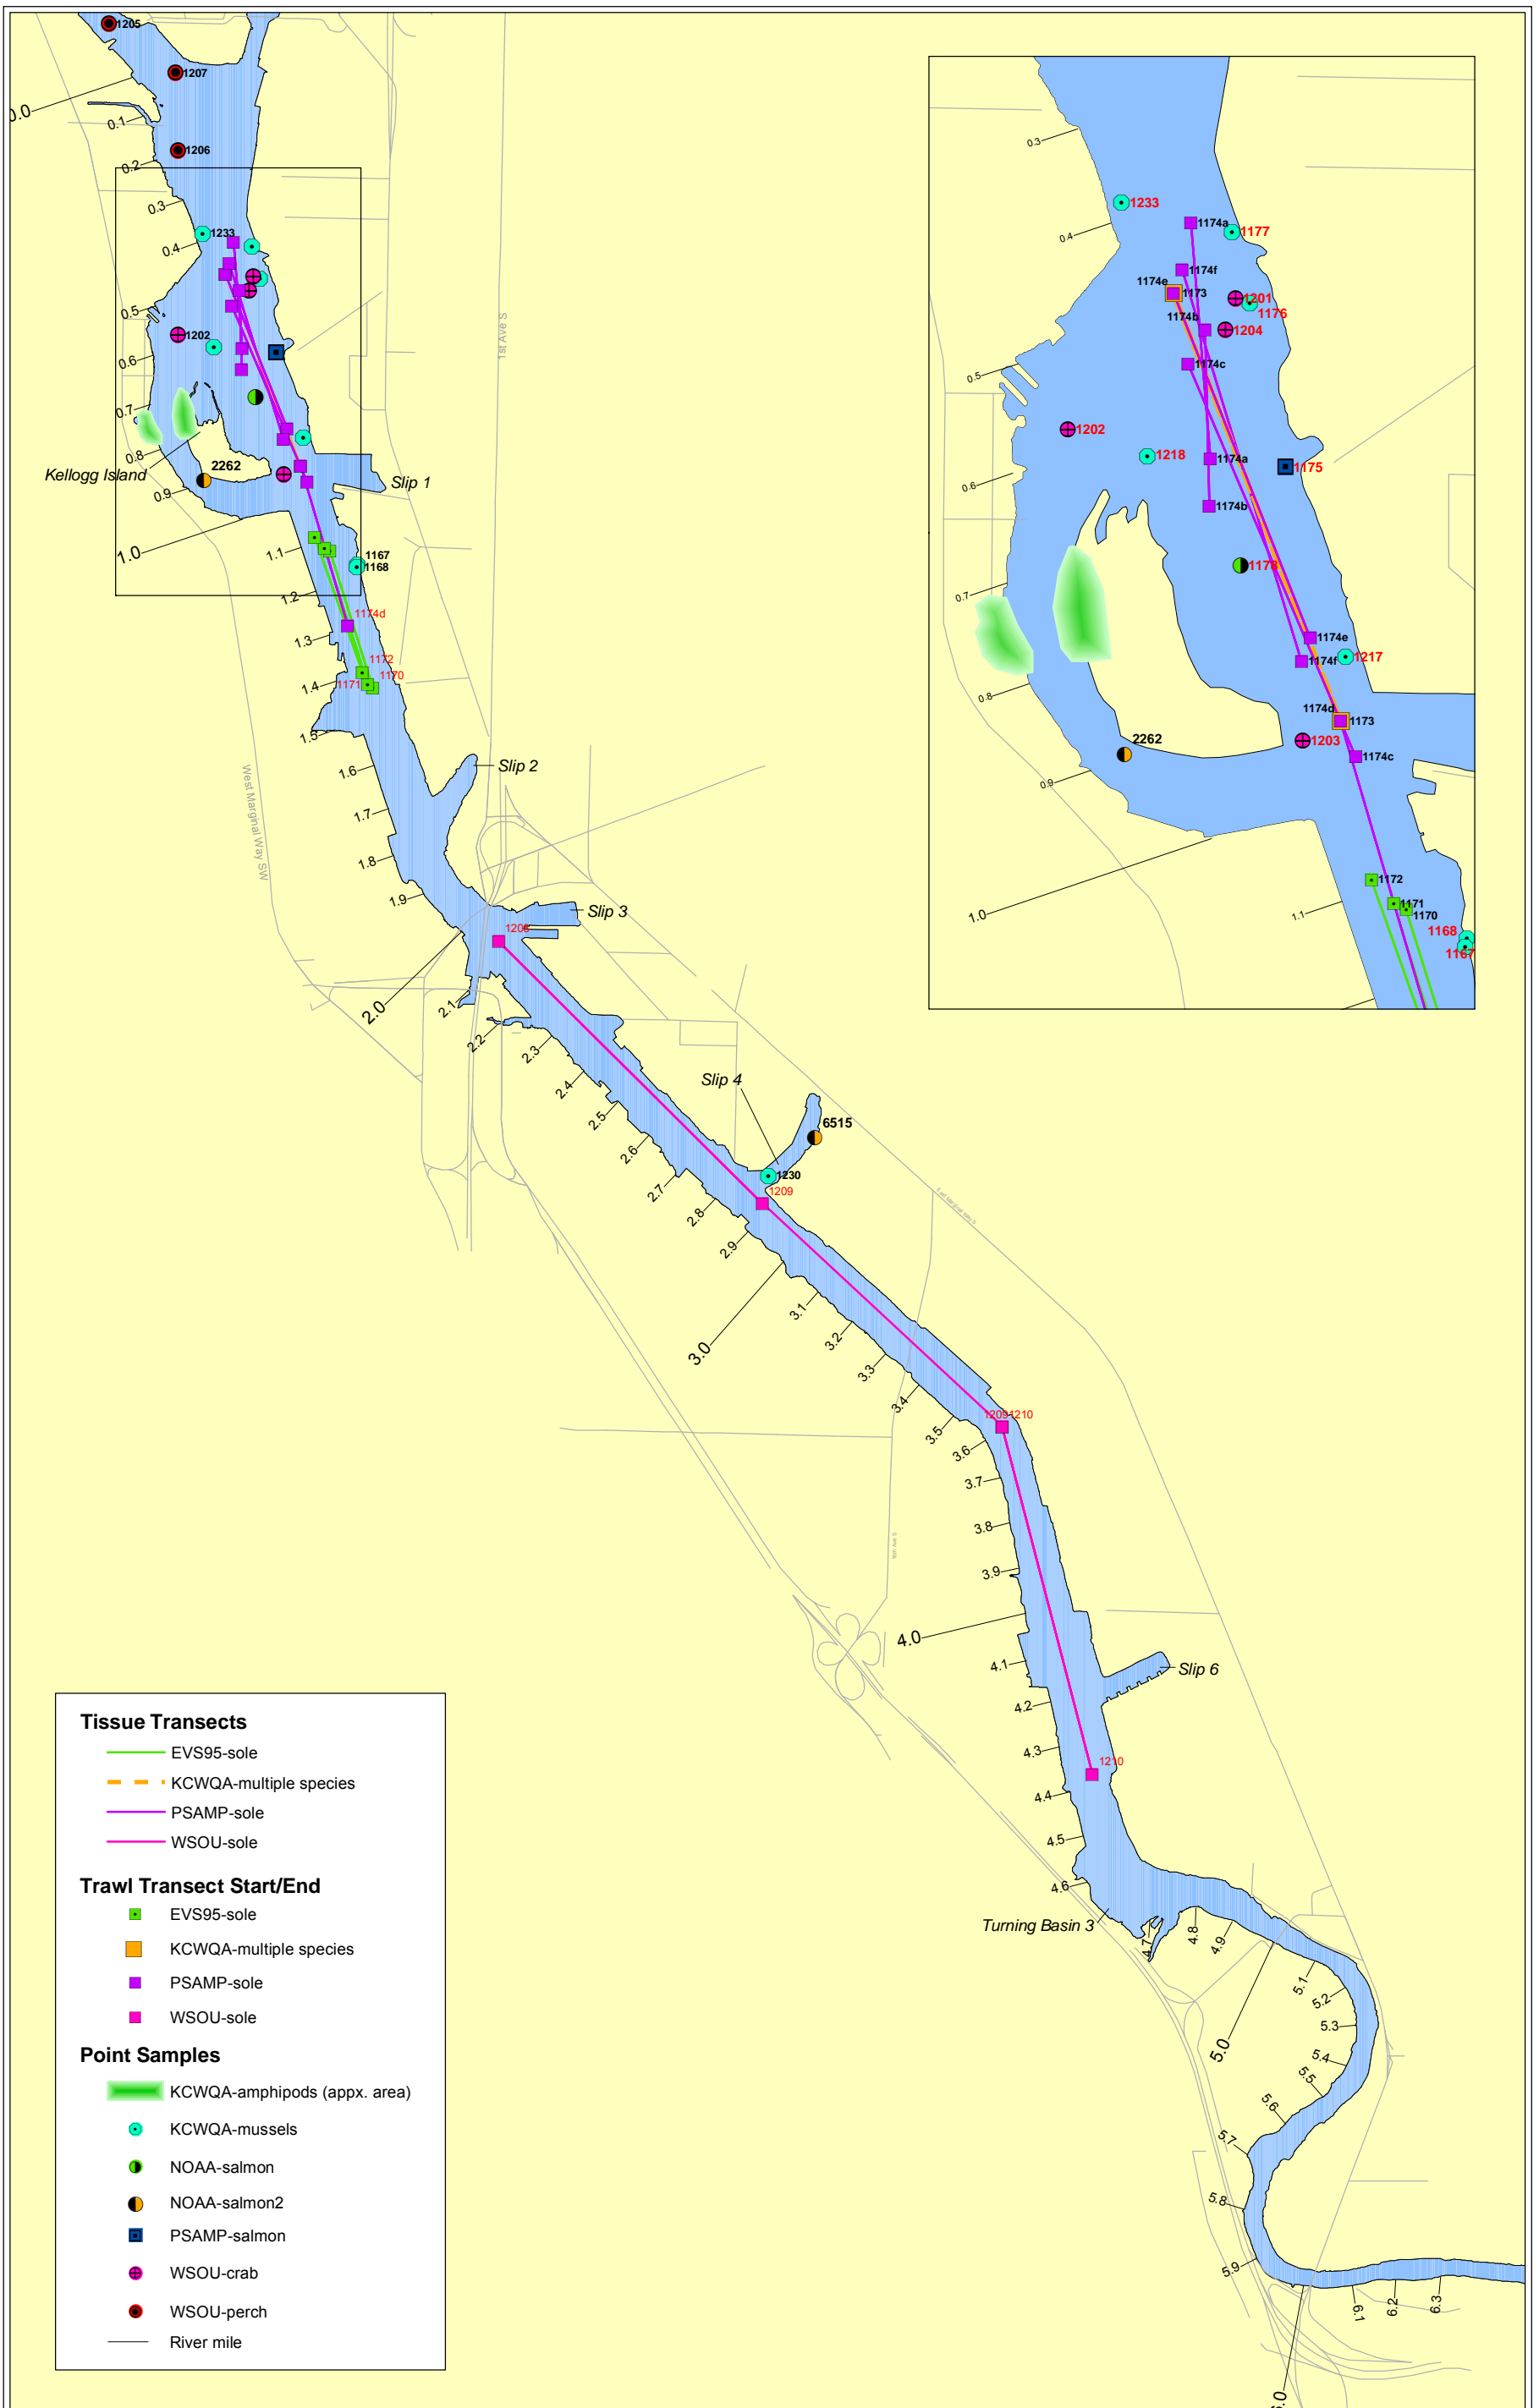 1205
1207
0.0
0.1
1206
0.2
0.3
1233
0.4
0.5
1202
0.6
0.7
0.8
Kellogg Island
2262
0.9
Slip 1
1.0
1.1
1167
1168
1.2
1174d
1.3
1172
1171
1170
1.4
1.5
1st Ave S
West Marginal Way SW
Slip 2
1.6
1.7
1.8
1.9
Slip 3
1208
2.0
2.1
2.2
2.3
2.4
2.5
2.6
2.7
2.8
2.9
Slip 4
6515
1230
1209
East Marginal Way S
3.0
3.1
3.2
3.3
3.4
3.5
1209
1210
3.6
3.7
3.8
3.9
16th Ave S
4.0
4.1
Slip 6
4.2
4.3
1210
4.4
4.5
4.6
Turning Basin 3
4.7
4.8
4.9
5.0
5.1
5.2
5.3
5.4
5.5
5.6
5.7
5.8
5.9
6.1
6.2
6.3
0.3
1233
1174a
1177
0.4
1174f
1174e
1173
1201
1176
1174b
1204
1174c
0.5
1202
1218
1174a
1175
0.6
1174b
1178
0.7
1174e
1217
1174f
0.8
1174d
1173
2262
1203
1174c
0.9
1172
1171
1170
1.0
1.1
1168
1167
Tissue Transects
EVS95-sole
KCWQA-multiple species
PSAMP-sole
WSOU-sole
Trawl Transect Start/End
EVS95-sole
KCWQA-multiple species
PSAMP-sole
WSOU-sole
Point Samples
KCWQA-amphipods (appx. area)
KCWQA-mussels
NOAA-salmon
NOAA-salmon2
PSAMP-salmon
WSOU-crab
WSOU-perch
River mile